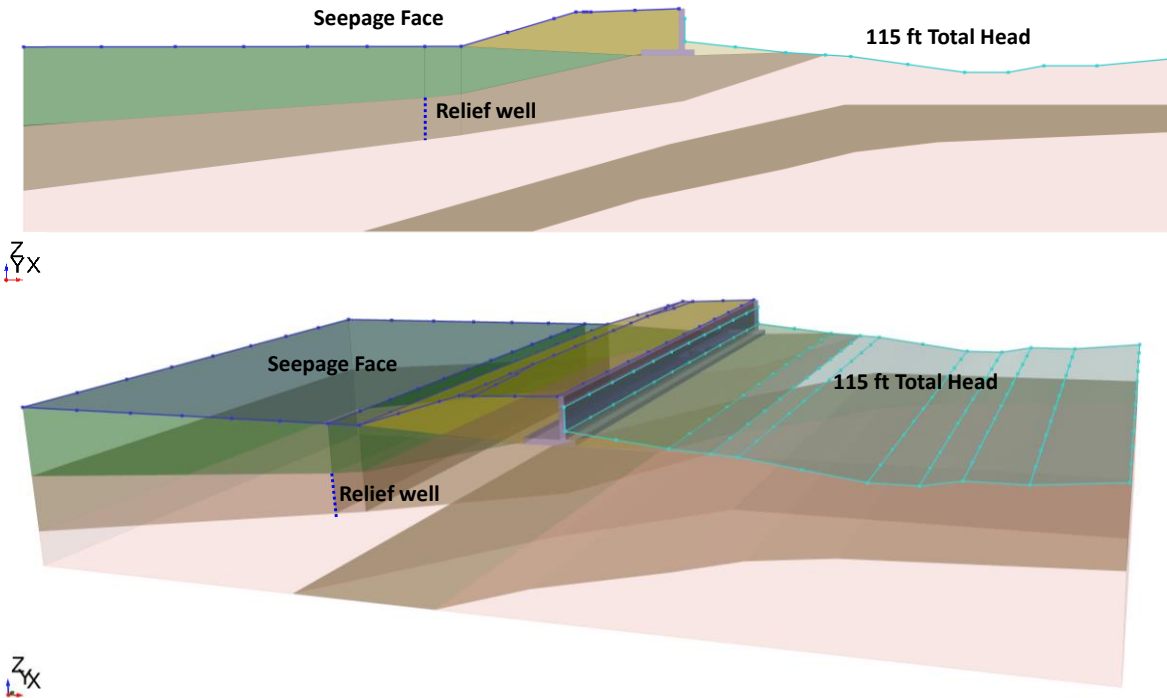 Seepage Face
115 ft Total Head
Relief well
Z
Y X
Seepage Face
115 ft Total Head
Relief well
Z
Y X